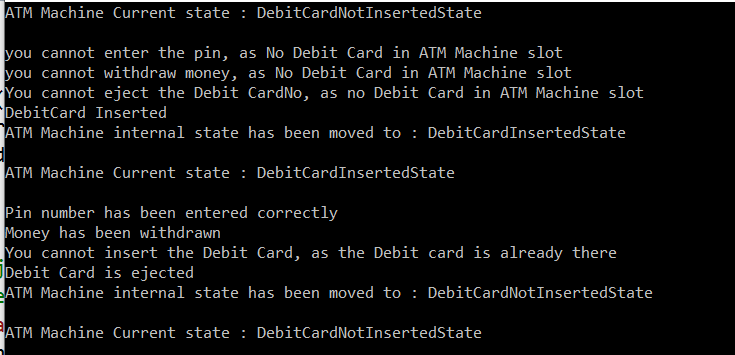 ATM Machine Current state : DebitCardNotInsertedState
you cannot enter the pin, as No Debit Card in ATM Machine slot
you cannot withdraw money, as No Debit Card in ATM Machine slot
You cannot eject the Debit CardNo, as no Debit Card in ATM Machine slot
DebitCard Inserted
ATM Machine internal state has been moved to : DebitCardInsertedState
ATM Machine Current state : DebitCardInsertedState
Pin number has been entered correctly
Money has been withdrawn
You cannot insert the Debit Card, as the Debit card is already there
Debit Card is ejected
ATM Machine internal state has been moved to : DebitCardNotInsertedState
ATM Machine Current state : DebitCardNotInsertedState